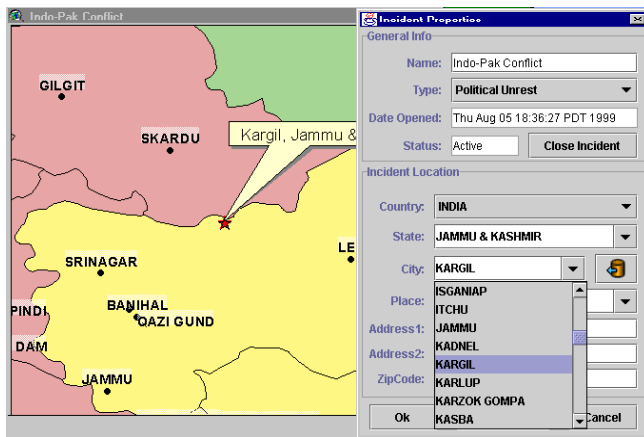 Indo-Pak Conflict
GILGIT
SKARDU
Kargil, Jammu &
SRINAGAR
BANIHAL
QAZI GUND
PINDI
DAM
JAMMU
LE
Incident Properties
General Info
Name: Indo-Pak Conflict
Type: Political Unrest
Date Opened: Thu Aug 05 18:36:27 PDT 1999
Status: Active Close Incident
Incident Location
Country: INDIA
State: JAMMU & KASHMIR
City: KARGIL
ISGANIAP
Place:
ITCHU
Address1:
JAMMU
KADNEL
Address2:
KARGIL
ZipCode:
KARLUP
KARZOK GOMPA
KASBA
Ok Cancel